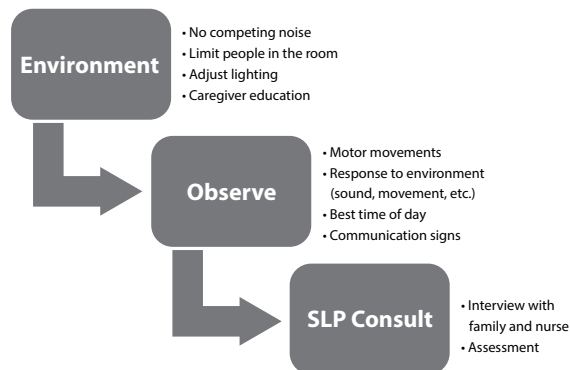 Environment
• No competing noise
• Limit people in the room
• Adjust lighting
• Caregiver education
Observe
• Motor movements
• Response to environment
(sound, movement, etc.)
• Best time of day
• Communication signs
SLP Consult
• Interview with
family and nurse
• Assessment